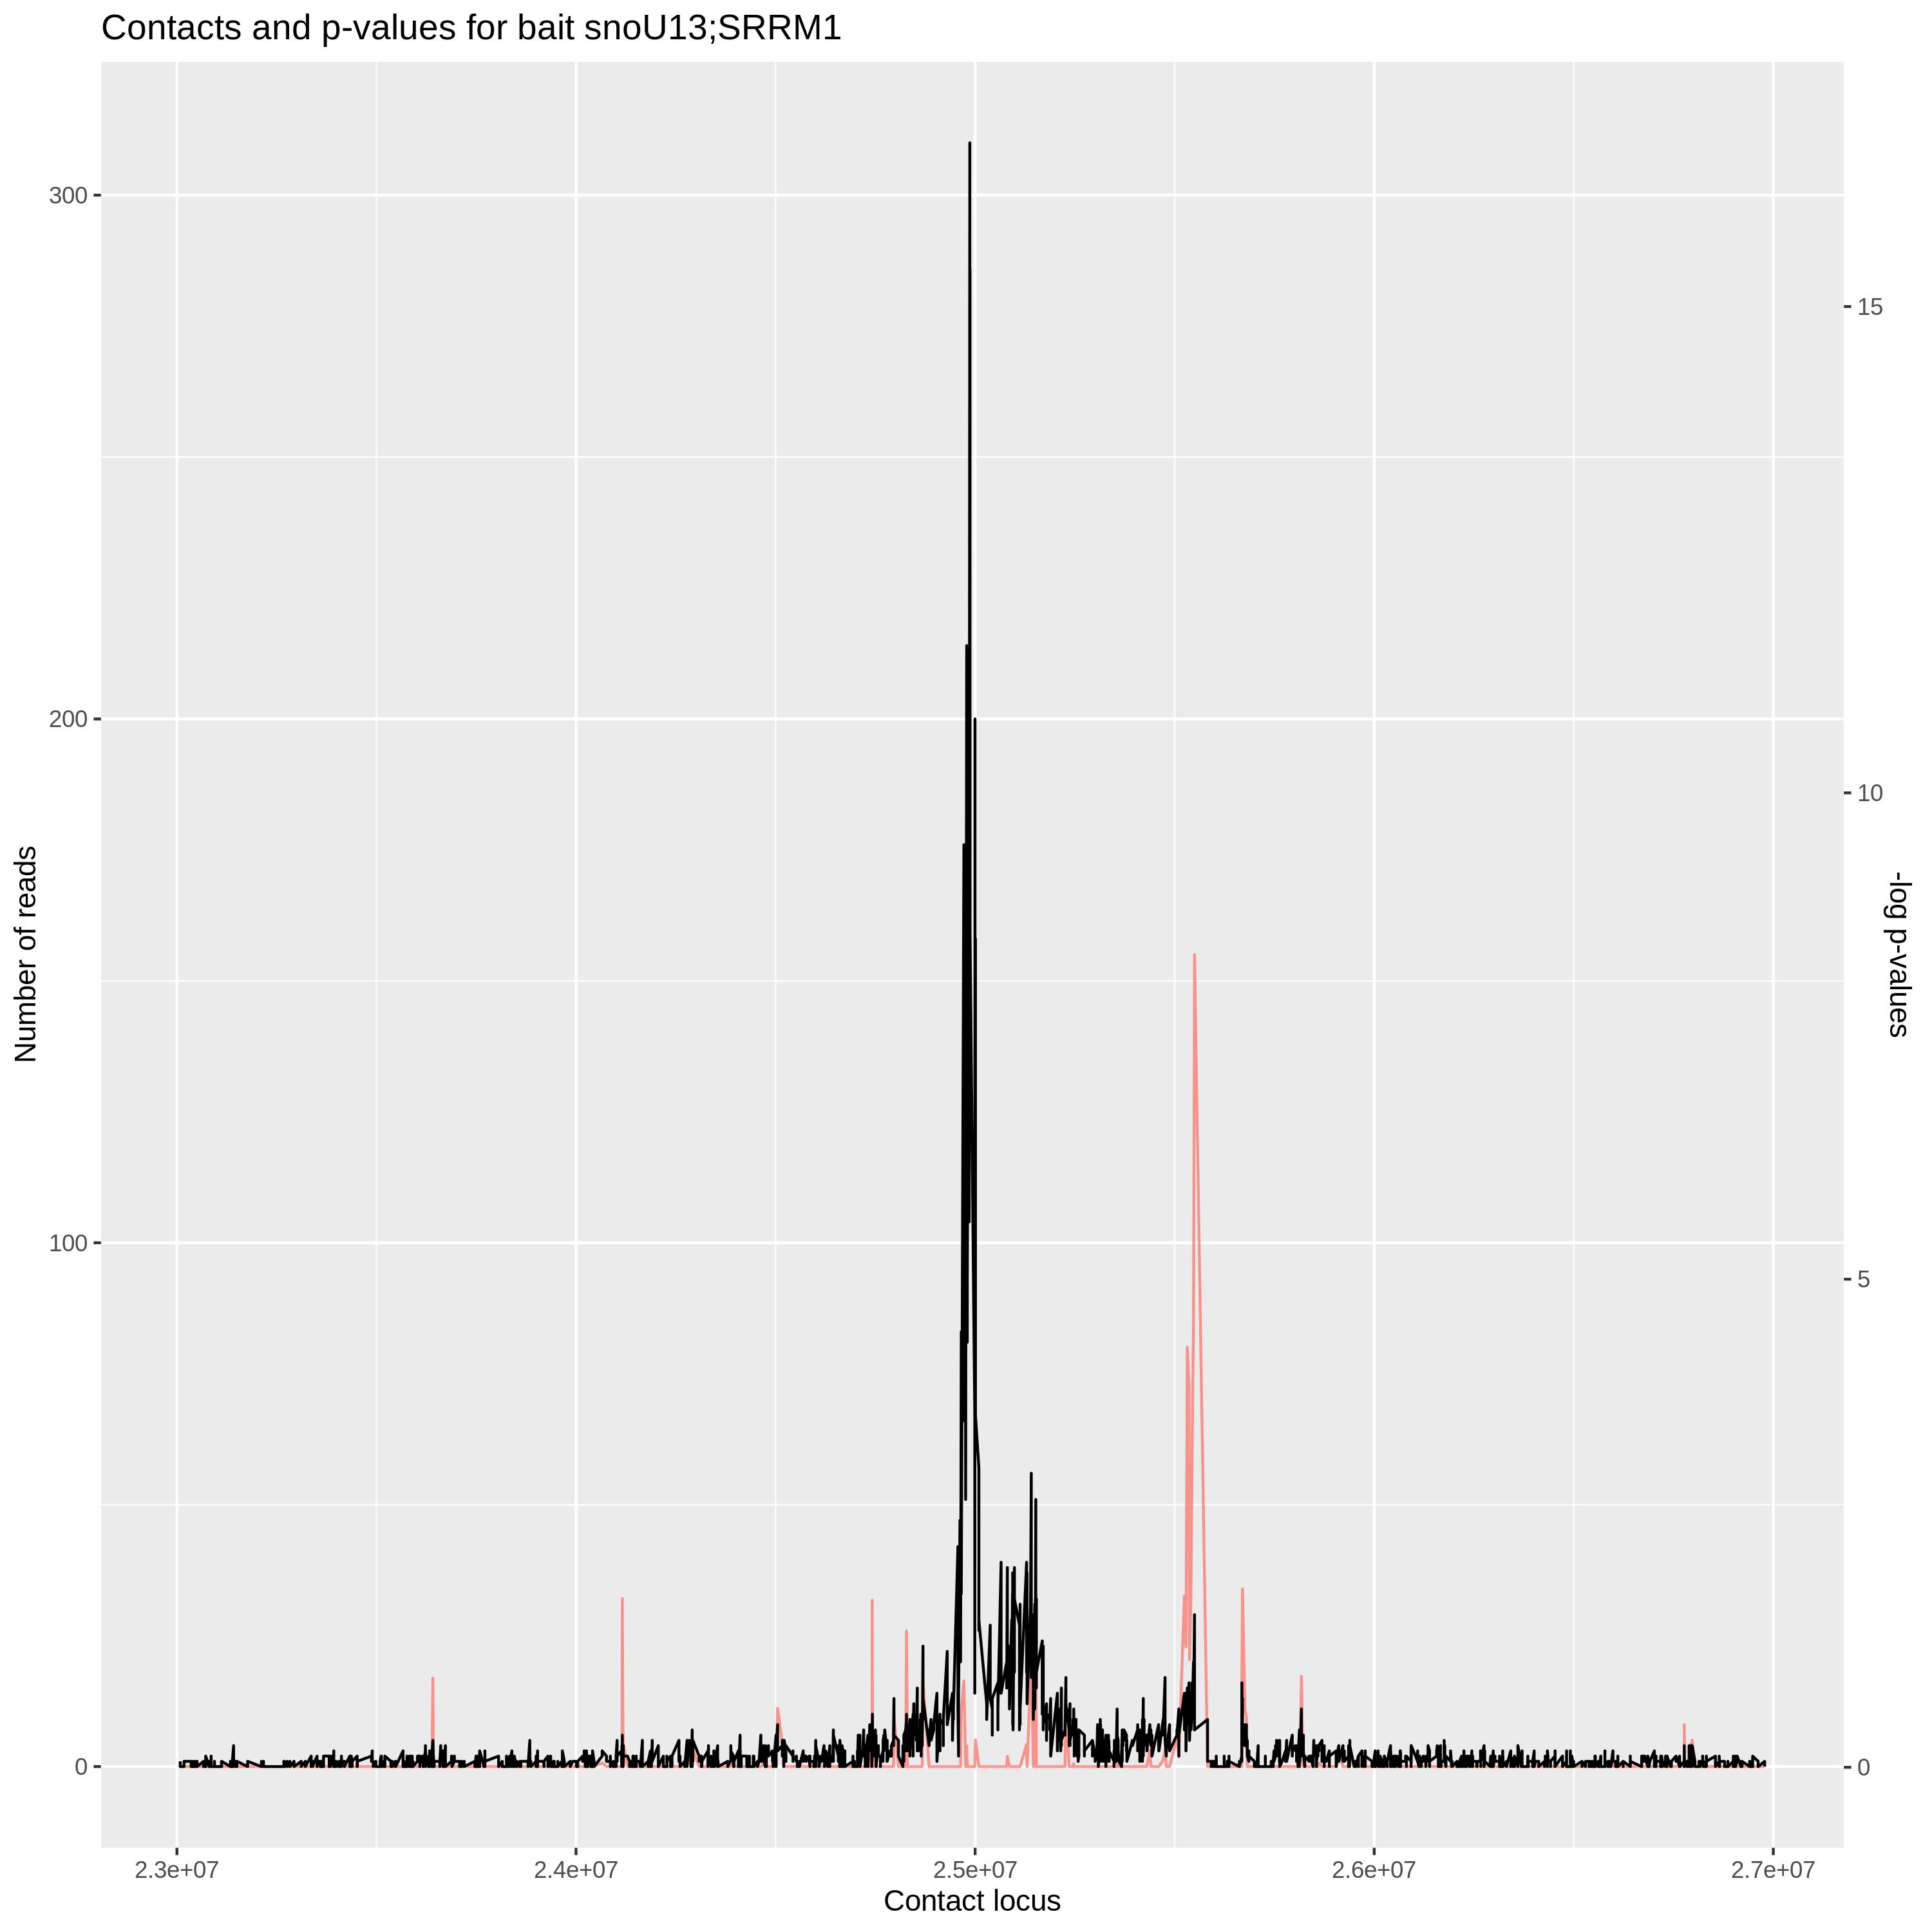 Contacts and p-values for bait snoU13;SRRM1
300
200
100
0
Number of reads
15
10
5
0
-log p-values
2.3e+07
2.4e+07
2.5e+07
2.6e+07
2.7e+07
Contact locus